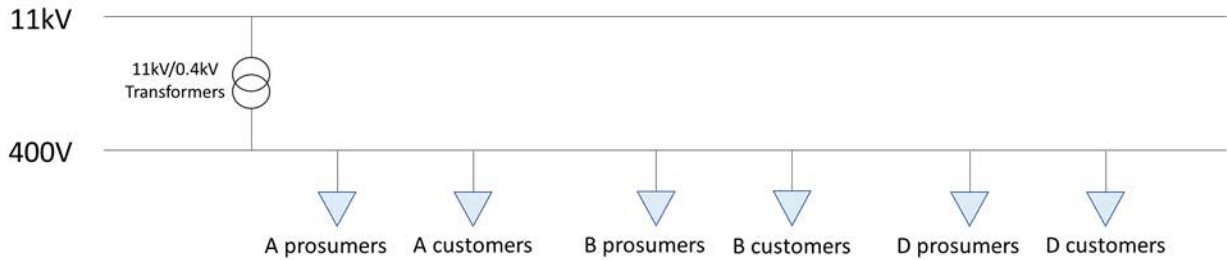 11kV
11kV/0.4kV
Transformers
400V
A prosumers
A customers
B prosumers
B customers
D prosumers
D customers